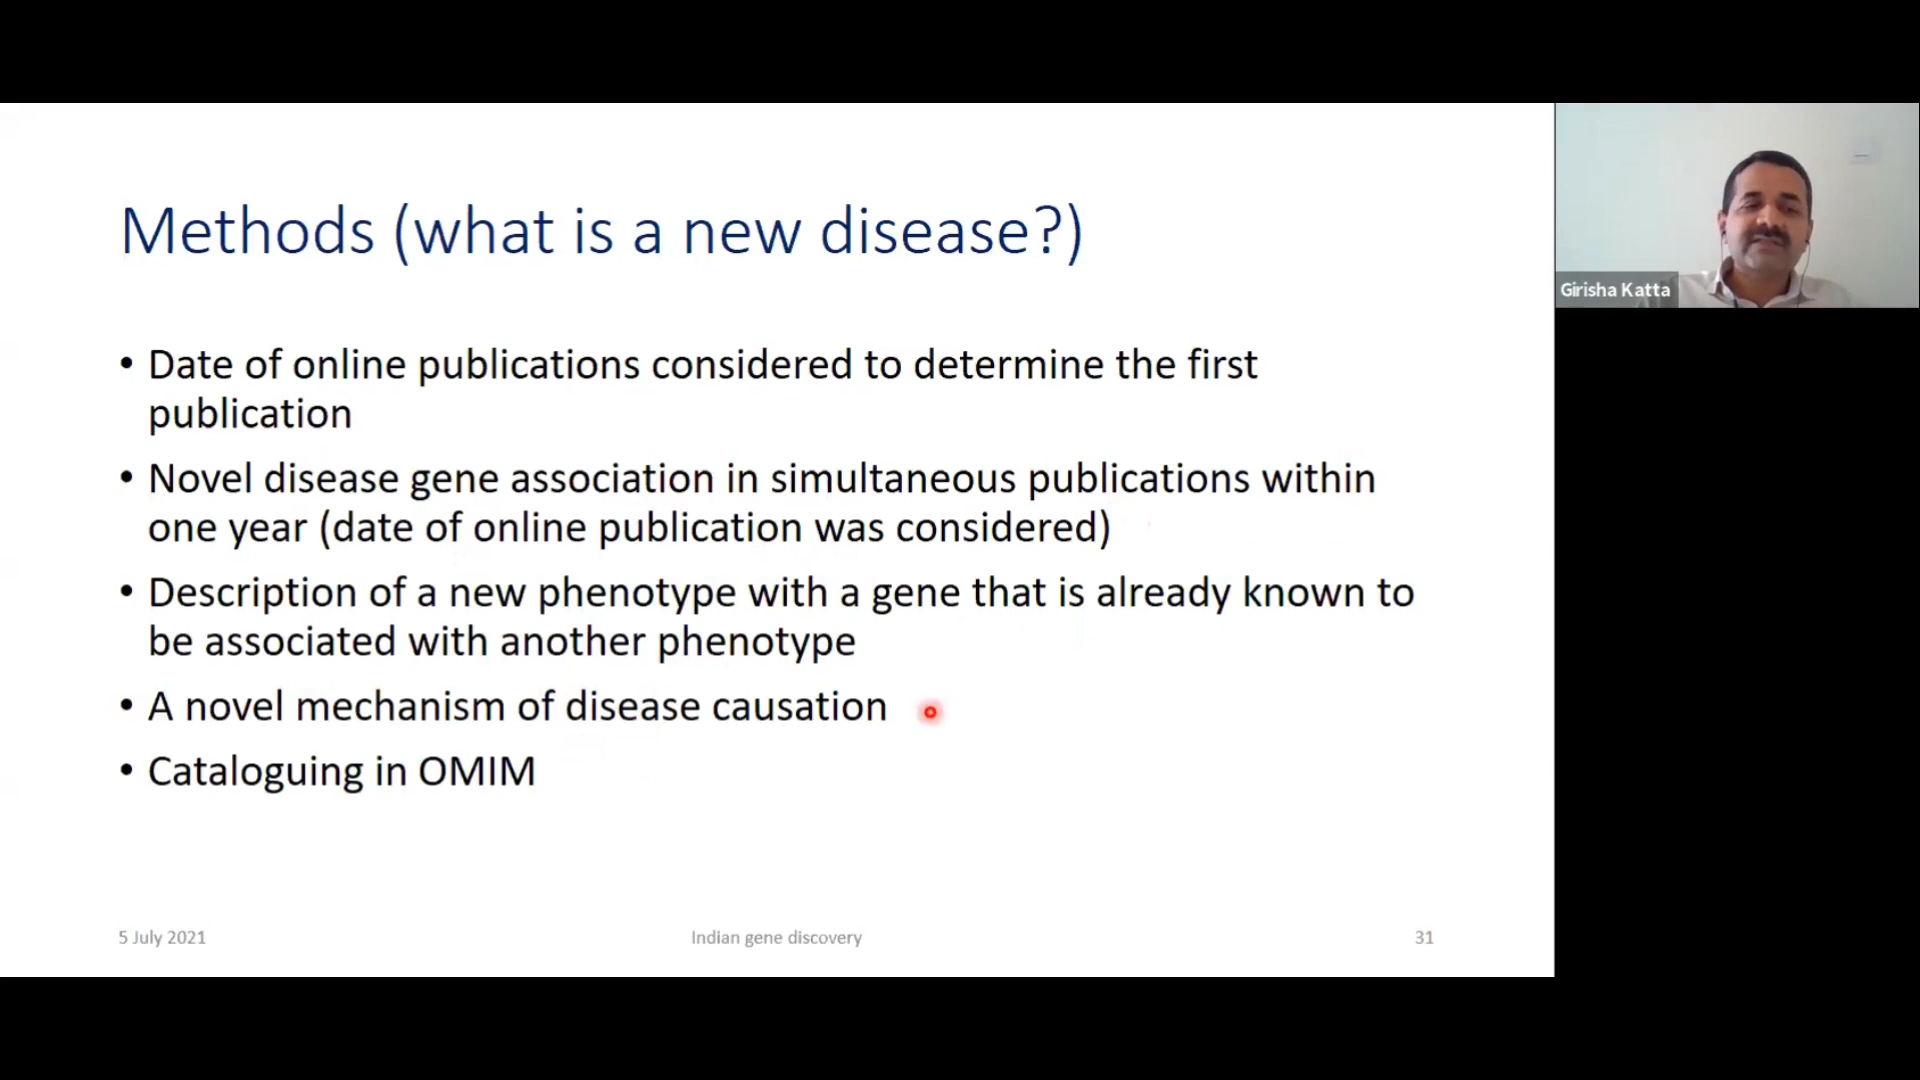 Methods (what is a new disease?)
• Date of online publications considered to determine the first
publication
• Novel disease gene association in simultaneous publications within
one year (date of online publication was considered)
• Description of a new phenotype with a gene that is already known to
be associated with another phenotype
• A novel mechanism of disease causation
• Cataloguing in OMIM
5 July 2021
Indian gene discovery
31
Girisha Katta